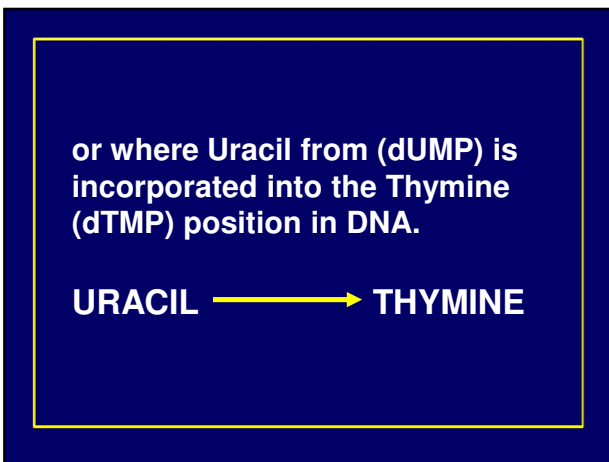 or where Uracil from (dUMP) is
incorporated into the Thymine
(dTMP) position in DNA.
URACIL THYMINE